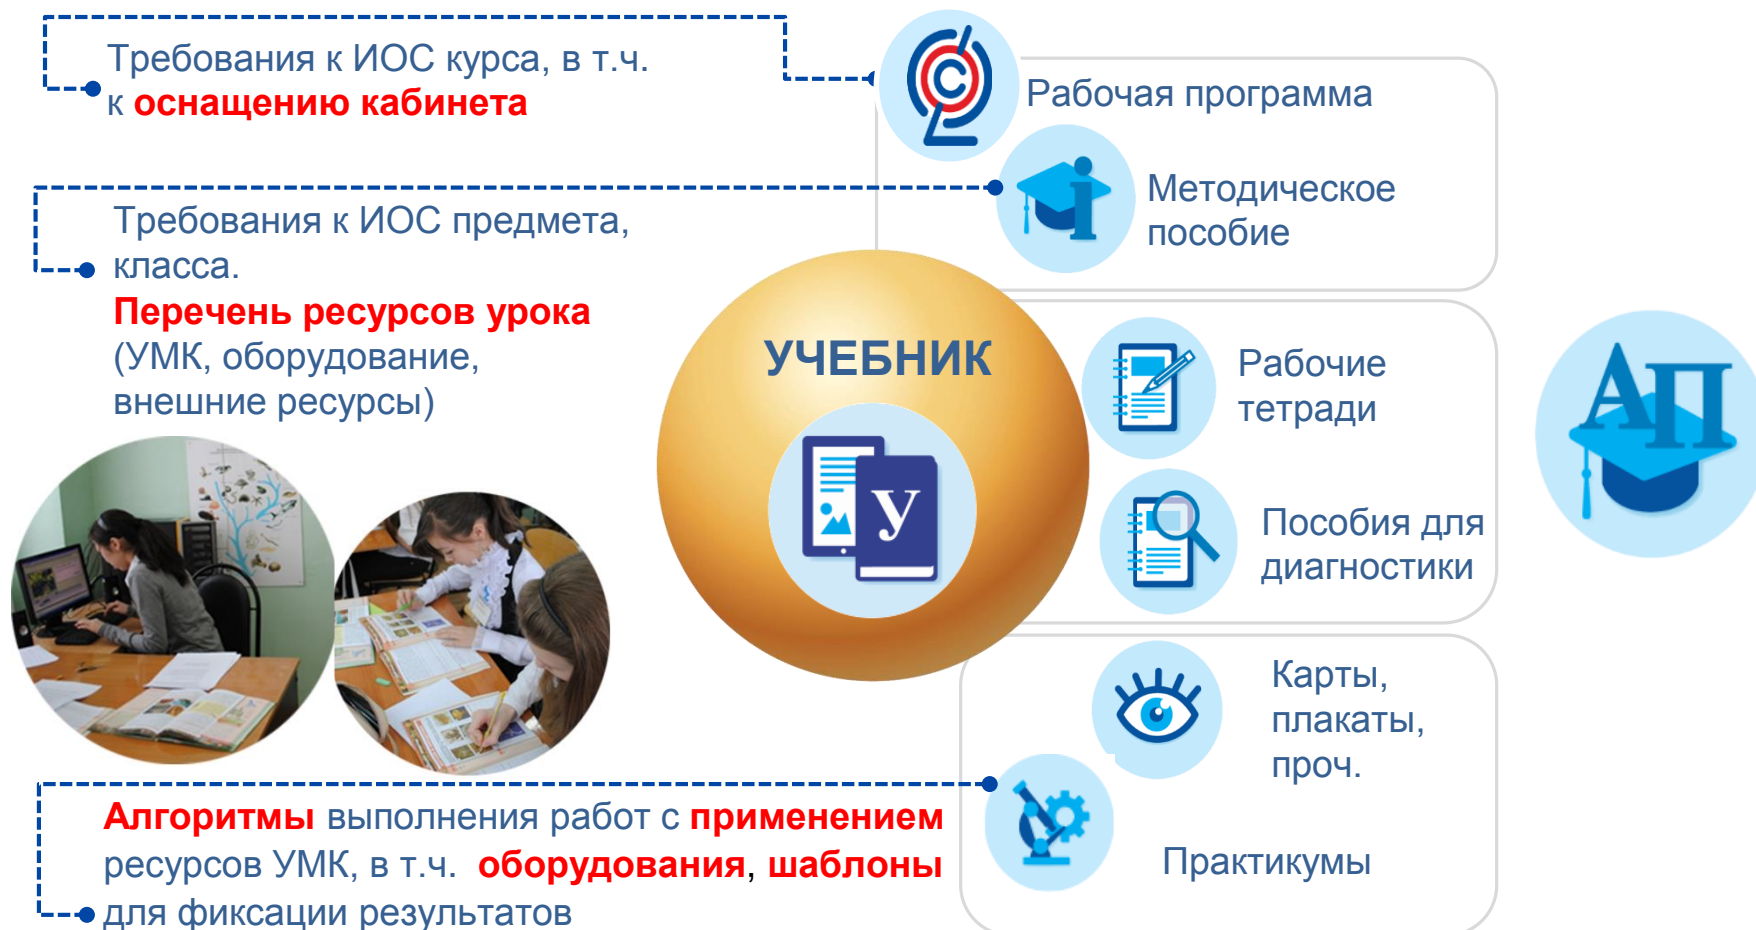 Требования к ИОС курса, в т.ч.
к оснащению кабинета
Рабочая программа
Методическое
пособие
Требования к ИОС предмета,
класса.
Перечень ресурсов урока
(УМК, оборудование,
внешние ресурсы)
УЧЕБНИК
У
Рабочие
тетради
Пособия для
диагностики
АП
Карты,
плакаты,
проч.
Практикумы
Алгоритмы выполнения работ с применением
ресурсов УМК, в т.ч. оборудования, шаблоны
для фиксации результатов